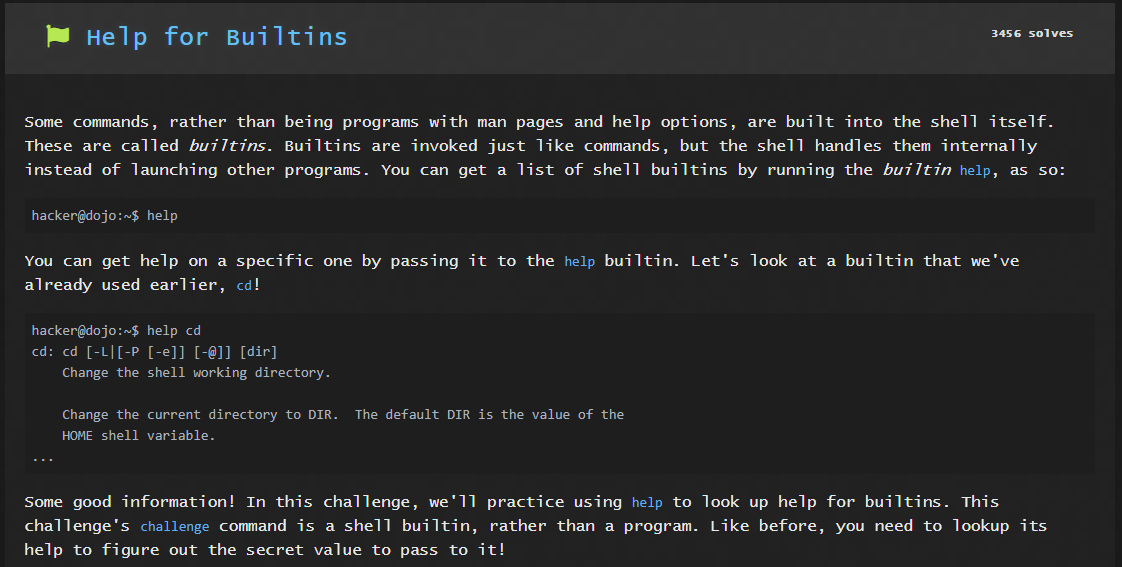 Help for Builtins
3456 solves
Some commands, rather than being programs with man pages and help options, are built into the shell itself.
These are called builtins. Builtins are invoked just like commands, but the shell handles them internally
instead of launching other programs. You can get a list of shell builtins by running the builtin help, as so:
hacker@dojo:~$ help
You can get help on a specific one by passing it to the help builtin. Let's look at a builtin that we've
already used earlier, cd!
hacker@dojo:~$ help cd
cd: cd [-L|[-P [-e]] [-@]] [dir]
    Change the shell working directory.
    Change the current directory to DIR.  The default DIR is the value of the
    HOME shell variable.
...
Some good information! In this challenge, we'll practice using help to look up help for builtins. This
challenge's challenge command is a shell builtin, rather than a program. Like before, you need to lookup its
help to figure out the secret value to pass to it!